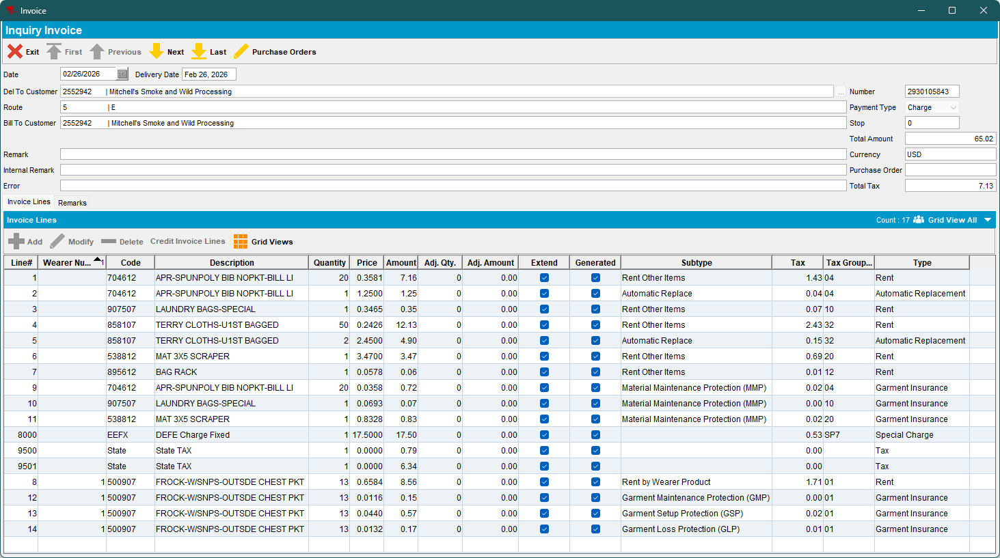 Invoice
Inquiry Invoice
Exit First Previous Next Last Purchase Orders
Date 02/26/2026 Delivery Date Feb 26, 2026
Del To Customer 2552942 | Mitchell's Smoke and Wild Processing ... Number 2930105843
Route 5 | E Payment Type Charge
Bill To Customer 2552942 | Mitchell's Smoke and Wild Processing Stop 0
Total Amount 65.02
Remark Currency USD
Internal Remark Purchase Order
Error Total Tax 7.13
Invoice Lines Remarks
Invoice Lines Count : 17 Grid View All
Add Modify Delete Credit Invoice Lines Grid Views
Line# Wearer Nu... 1 Code Description Quantity Price Amount Adj. Qty. Adj. Amount Extend Generated Subtype Tax Tax Group... Type
1 704612 APR-SPUNPOLY BIB NOPKT-BILL LI 20 0.3581 7.16 0 0.00 Rent Other Items 1.43 04 Rent
2 704612 APR-SPUNPOLY BIB NOPKT-BILL LI 1 1.2500 1.25 0 0.00 Automatic Replace 0.04 04 Automatic Replacement
3 907507 LAUNDRY BAGS-SPECIAL 1 0.3465 0.35 0 0.00 Rent Other Items 0.07 10 Rent
4 858107 TERRY CLOTHS-U1ST BAGGED 50 0.2426 12.13 0 0.00 Rent Other Items 2.43 32 Rent
5 858107 TERRY CLOTHS-U1ST BAGGED 2 2.4500 4.90 0 0.00 Automatic Replace 0.15 32 Automatic Replacement
6 538812 MAT 3X5 SCRAPER 1 3.4700 3.47 0 0.00 Rent Other Items 0.69 20 Rent
7 895612 BAG RACK 1 0.0578 0.06 0 0.00 Rent Other Items 0.01 12 Rent
9 704612 APR-SPUNPOLY BIB NOPKT-BILL LI 20 0.0358 0.72 0 0.00 Material Maintenance Protection (MMP) 0.02 04 Garment Insurance
10 907507 LAUNDRY BAGS-SPECIAL 1 0.0693 0.07 0 0.00 Material Maintenance Protection (MMP) 0.00 10 Garment Insurance
11 538812 MAT 3X5 SCRAPER 1 0.8328 0.83 0 0.00 Material Maintenance Protection (MMP) 0.02 20 Garment Insurance
8000 EEFX DEFE Charge Fixed 1 17.5000 17.50 0 0.00 0.53 SP7 Special Charge
9500 State State TAX 1 0.0000 0.79 0 0.00 0.00 Tax
9501 State State TAX 1 0.0000 6.34 0 0.00 0.00 Tax
8 1 500907 FROCK-W/SNPS-OUTSDE CHEST PKT 13 0.6584 8.56 0 0.00 Rent by Wearer Product 1.71 01 Rent
12 1 500907 FROCK-W/SNPS-OUTSDE CHEST PKT 13 0.0116 0.15 0 0.00 Garment Maintenance Protection (GMP) 0.00 01 Garment Insurance
13 1 500907 FROCK-W/SNPS-OUTSDE CHEST PKT 13 0.0440 0.57 0 0.00 Garment Setup Protection (GSP) 0.02 01 Garment Insurance
14 1 500907 FROCK-W/SNPS-OUTSDE CHEST PKT 13 0.0132 0.17 0 0.00 Garment Loss Protection (GLP) 0.01 01 Garment Insurance